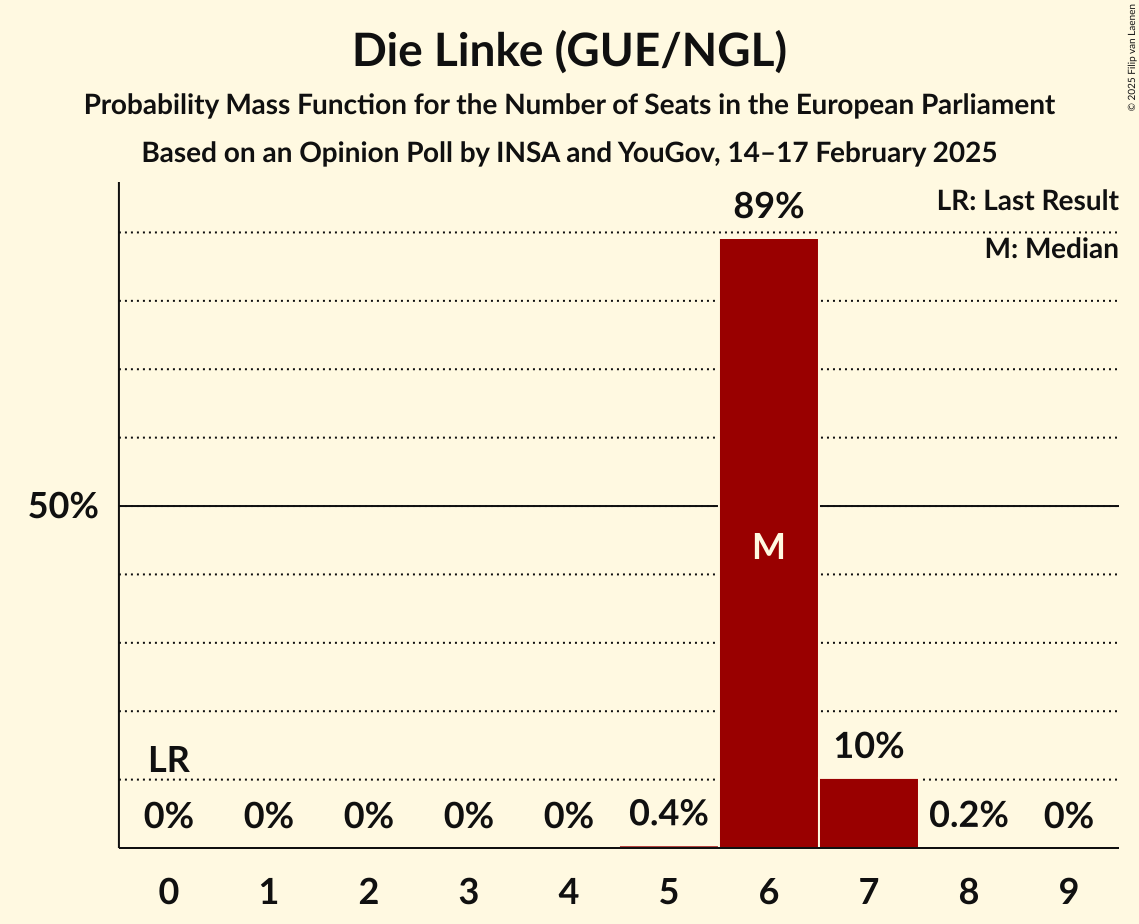 Die Linke (GUE/NGL)
Probability Mass Function for the Number of Seats in the European Parliament
Based on an Opinion Poll by INSA and YouGov, 14–17 February 2025
© 2025 Filip van Laenen
LR: Last Result
M: Median
89%
50%
M
LR
10%
0% 0% 0% 0% 0% 0.4% 0.2% 0%
0 1 2 3 4 5 6 7 8 9